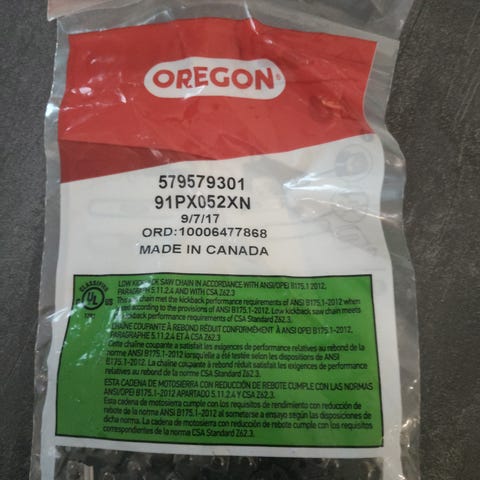 OREGON
579579301
91PX052XN
9/7/17
ORD:10006477868
MADE IN CANADA
CLASSIFIED
UL
US
LOW KICKBACK SAW CHAIN IN ACCORDANCE WITH ANSI/OPEI B175.1 2012,
PARAGRAPH 5.11.2.4 AND WITH CSA Z62.3
This chain met the kickback performance requirements of ANSI B175.1-2012 when
according to the provisions of ANSI B175.1-2012. Low kickback saw chain meets
kickback performance requirements of CSA Standard Z62.3.
CHAÎNE COUPANTE À REBOND RÉDUIT CONFORMÉMENT À ANSI OPEI B175.1-2012,
PARAGRAPHE 5.11.2.4 ET À CSA Z62.3
Cette chaîne coupante a satisfait les exigences de performance relatives au rebond de la
norme ANSI B175.1-2012 lorsqu'elle a été testée selon les dispositions de ANSI
B175.1-2012. La chaîne coupante à rebond réduit satisfait les exigences de performance
relatives au rebond de la norme CSA Standard Z62.3.
ESTA CADENA DE MOTOSIERRA CON REDUCCIÓN DE REBOTE CUMPLE CON LAS NORMAS
ANSI/OPEI B175.1-2012 APARTADO 5.11.2.4 Y CSA Z62.3.
Esta cadena de motosierra cumple con los requisitos de rendimiento con reducción de
rebote de la norma ANSI B175.1-2012 al someterse a ensayo según las disposiciones de
dicha norma. La cadena de motosierra con reducción de rebote cumple con los requisitos
correspondientes de la norma CSA Standard Z62.3.